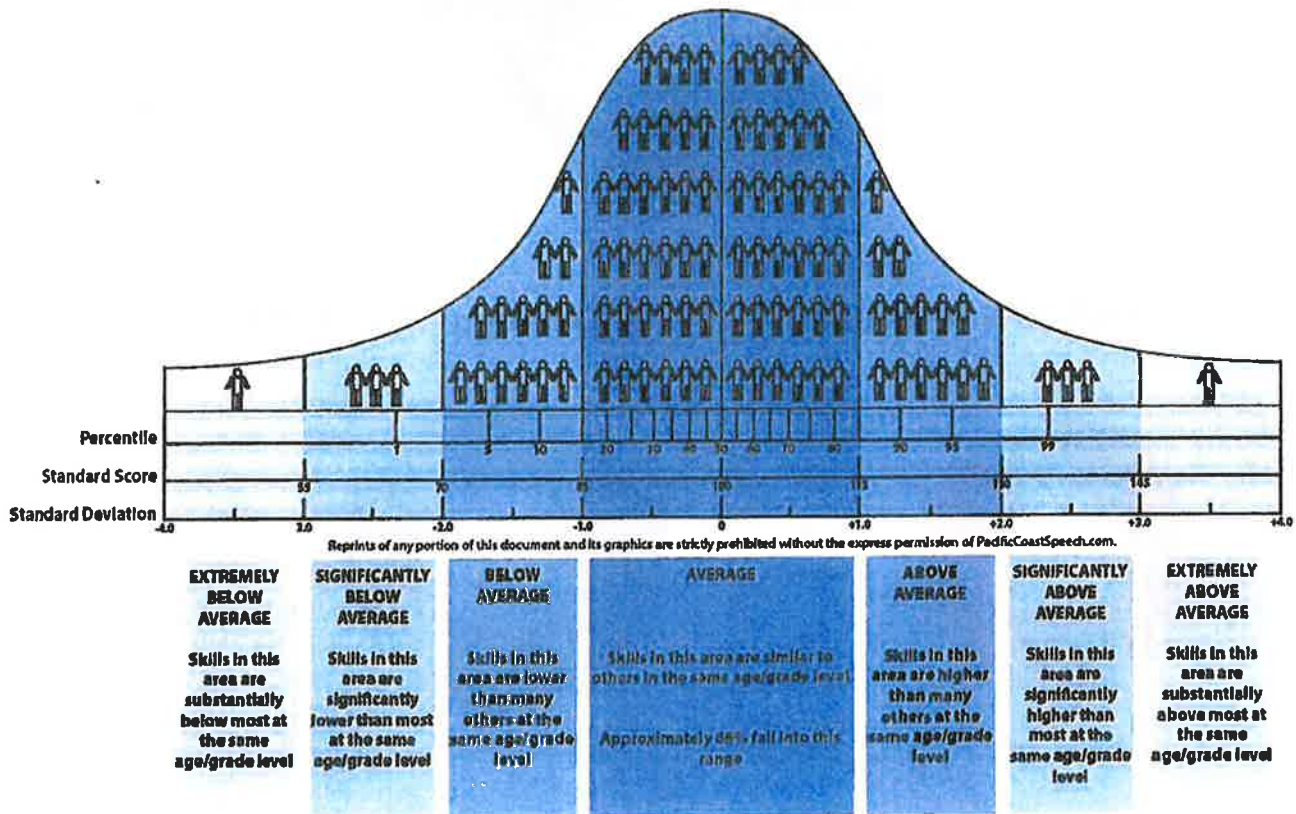 Percentile
1 5 10 20 30 40 50 60 70 80 90 95 99
Standard Score
55 70 85 100 115 130 145
Standard Deviation
-4.0 3.0 -2.0 -1.0 0 +1.0 +2.0 +3.0 +4.0
Reprints of any portion of this document and its graphics are strictly prohibited without the express permission of PacificCoastSpeech.com.
EXTREMELY
BELOW
AVERAGE
Skills in this
area are
substantially
below most at
the same
age/grade level
SIGNIFICANTLY
BELOW
AVERAGE
Skills in this
area are
significantly
lower than most
at the same
age/grade level
BELOW
AVERAGE
Skills in this
area are lower
than many
others at the
same age/grade
level
AVERAGE
Skills in this area are similar to
others in the same age/grade level
Approximately 68% fall into this
range
ABOVE
AVERAGE
Skills in this
area are higher
than many
others at the
same age/grade
level
SIGNIFICANTLY
ABOVE
AVERAGE
Skills in this
area are
significantly
higher than
most at the
same age/grade
level
EXTREMELY
ABOVE
AVERAGE
Skills in this
area are
substantially
above most at
the same
age/grade level